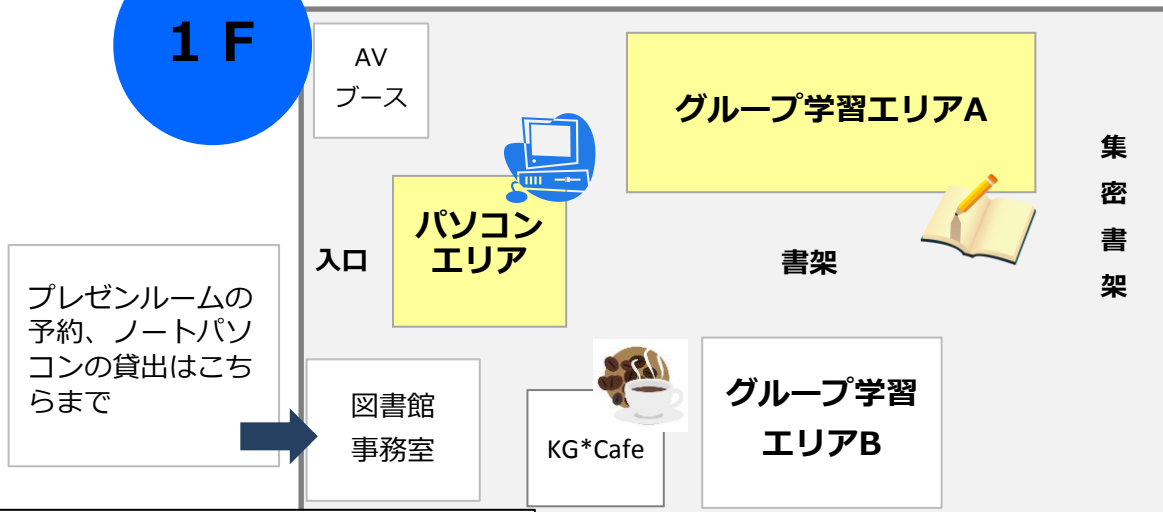 １Ｆ
AV
ブース
グループ学習エリアA
集
密
書
架
パソコン
エリア
入口
書架
プレゼンルームの
予約、ノートパソ
コンの貸出はこち
らまで
図書館
事務室
KG*Cafe
グループ学習
エリアB